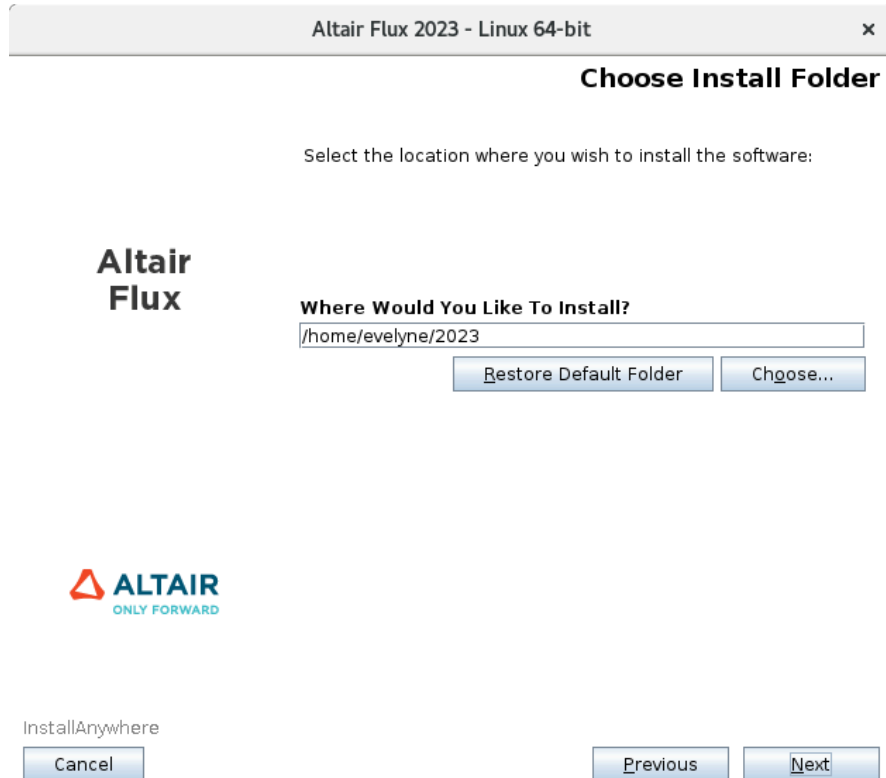 Altair Flux 2023 - Linux 64-bit ×
Choose Install Folder
Select the location where you wish to install the software:
Altair
Flux
Where Would You Like To Install?
/home/evelyne/2023
Restore Default Folder Choose...
ALTAIR
ONLY FORWARD
InstallAnywhere
Cancel Previous Next